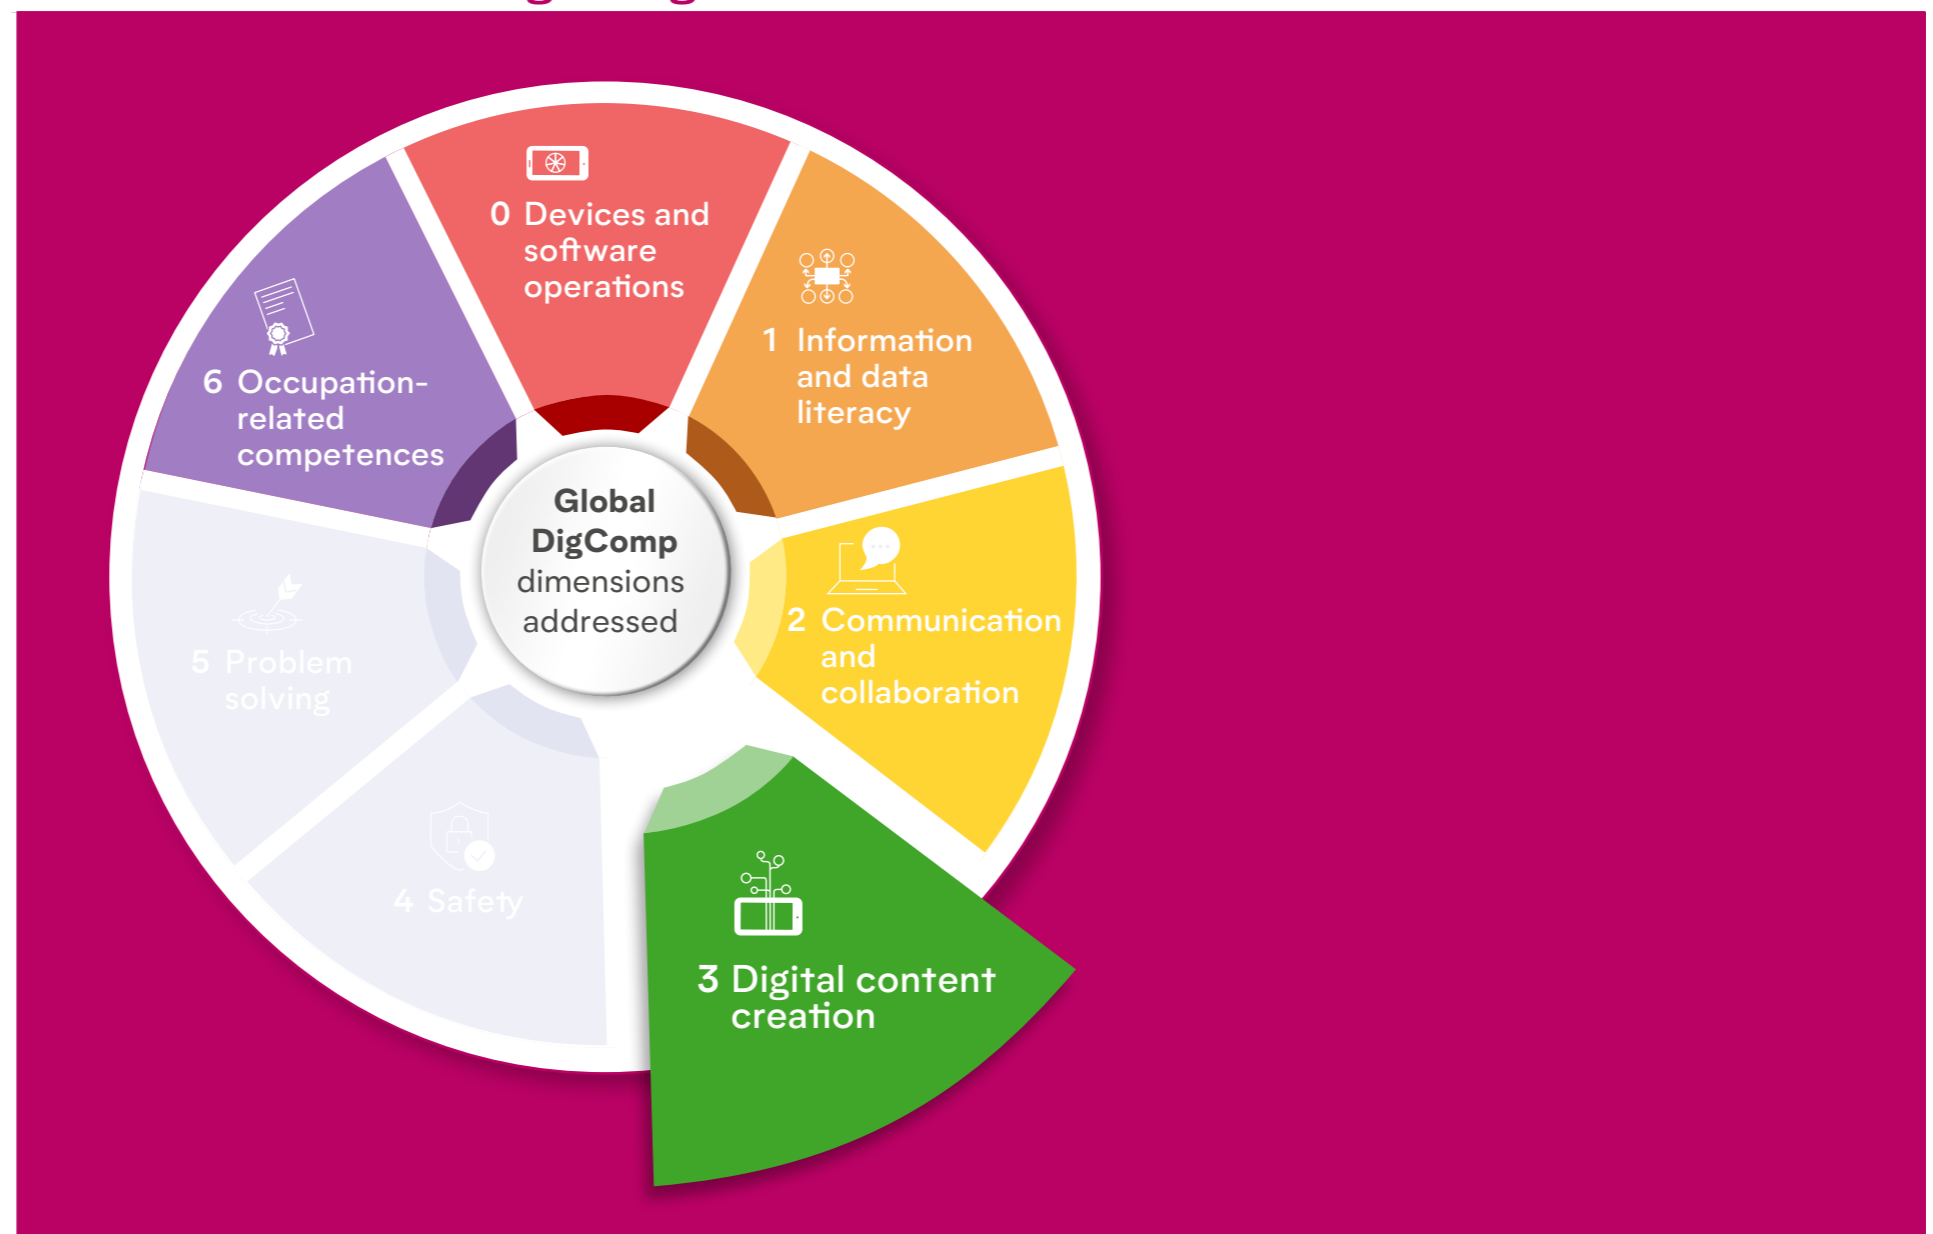 0 Devices and
software
operations
1 Information
and data
literacy
2 Communication
and
collaboration
3 Digital content
creation
4 Safety
5 Problem
solving
6 Occupation-
related
competences
Global
DigComp
dimensions
addressed